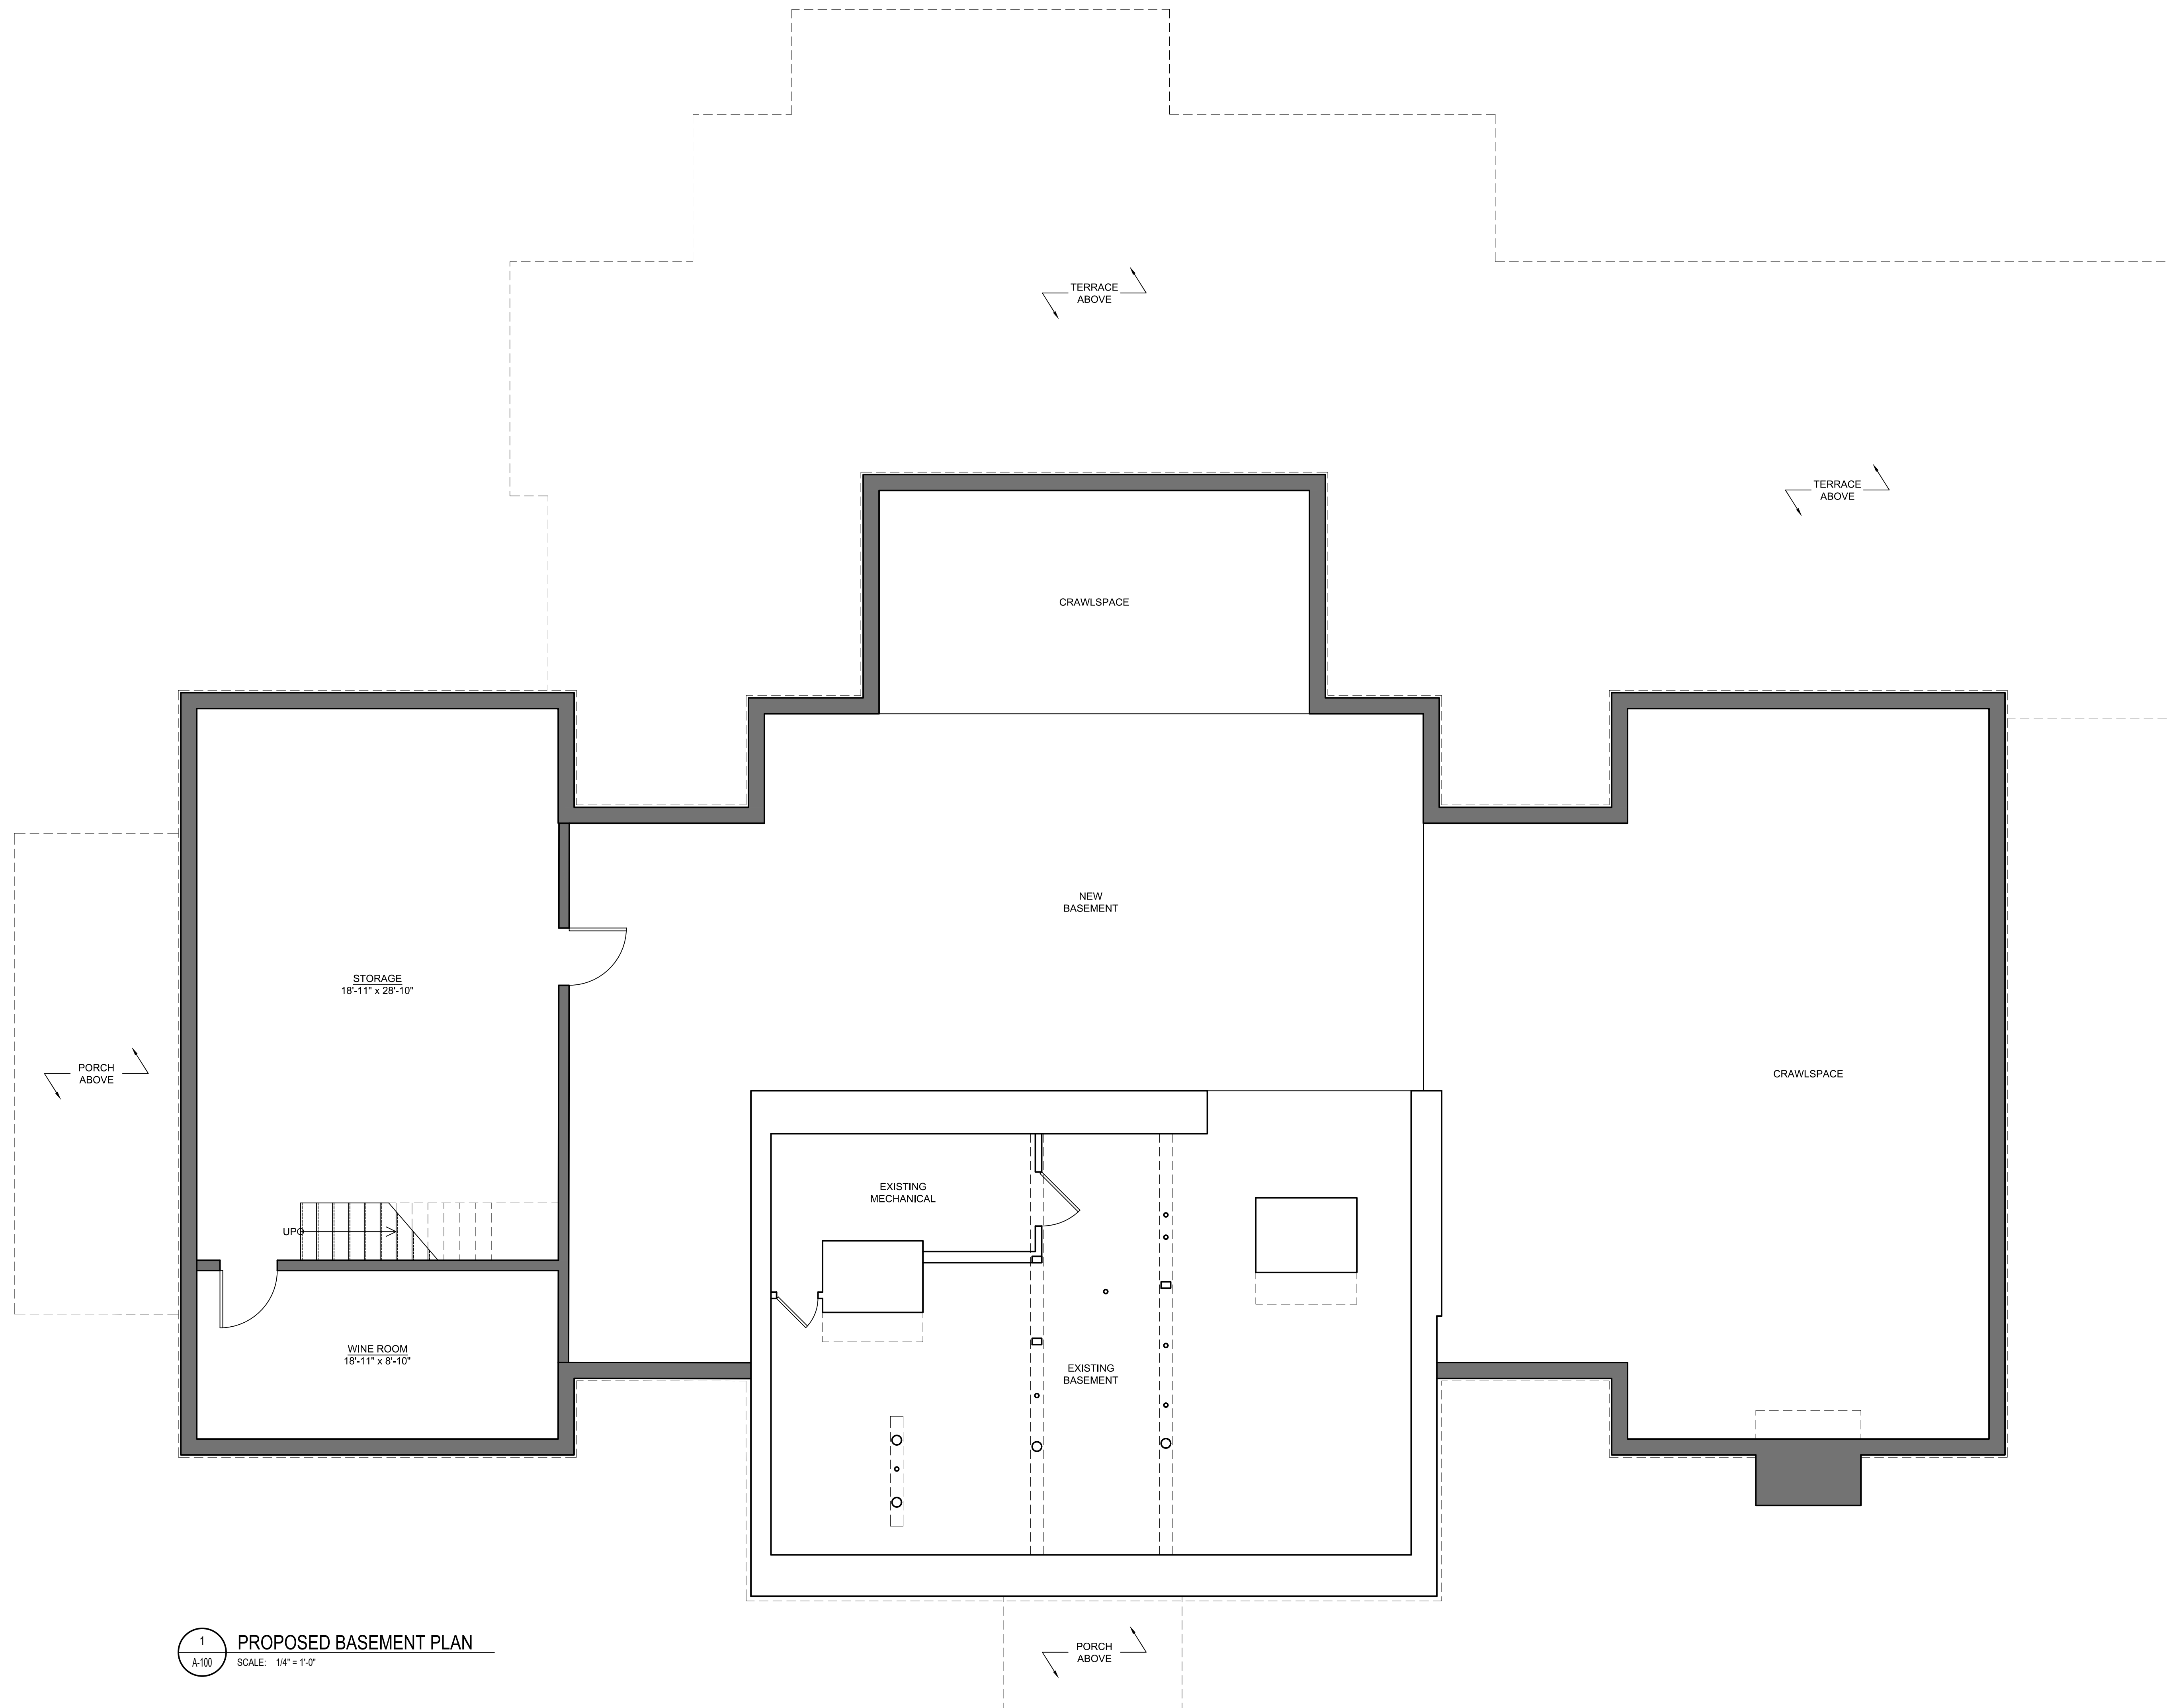 TERRACE
ABOVE
TERRACE
ABOVE
CRAWLSPACE
NEW
BASEMENT
STORAGE
18'-11" x 28'-10"
PORCH
ABOVE
CRAWLSPACE
EXISTING
MECHANICAL
UP
WINE ROOM
18'-11" x 8'-10"
EXISTING
BASEMENT
1
A-100
PROPOSED BASEMENT PLAN
SCALE: 1/4" = 1'-0"
PORCH
ABOVE